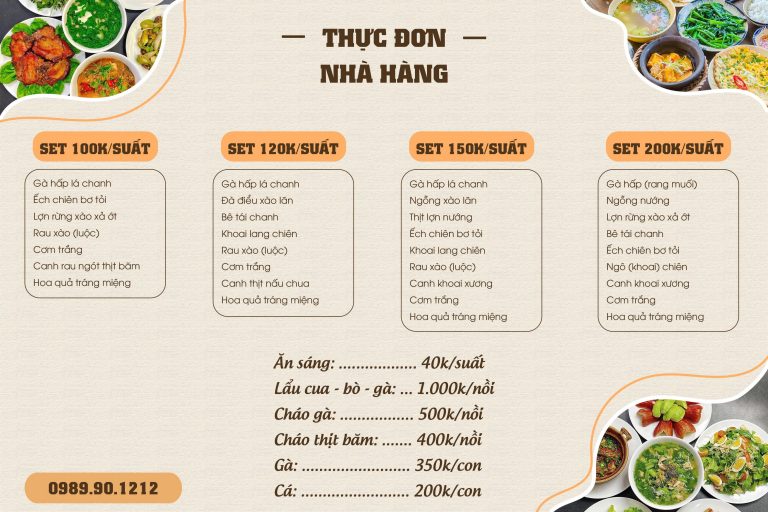 THỰC ĐƠN
NHÀ HÀNG
SET 100K/SUẤT
Gà hấp lá chanh
Ếch chiên bơ tỏi
Lợn rừng xào xả ớt
Rau xào (luộc)
Cơm trắng
Canh rau ngót thịt băm
Hoa quả tráng miệng
SET 120K/SUẤT
Gà hấp lá chanh
Đà điểu xào lăn
Bê tái chanh
Khoai lang chiên
Rau xào (luộc)
Cơm trắng
Canh thịt nấu chua
Hoa quả tráng miệng
SET 150K/SUẤT
Gà hấp lá chanh
Ngỗng xào lăn
Thịt lợn nướng
Ếch chiên bơ tỏi
Khoai lang chiên
Rau xào (luộc)
Canh khoai xương
Cơm trắng
Hoa quả tráng miệng
SET 200K/SUẤT
Gà hấp (rang muối)
Ngỗng nướng
Lợn rừng xào xả ớt
Bê tái chanh
Ếch chiên bơ tỏi
Ngô (khoai) chiên
Canh khoai xương
Cơm trắng
Hoa quả tráng miệng
Ăn sáng: .................. 40k/suất
Lẩu cua - bò - gà: ... 1.000k/nồi
Cháo gà: ................. 500k/nồi
Cháo thịt băm: ....... 400k/nồi
Gà: ......................... 350k/con
Cá: ......................... 200k/con
0989.90.1212